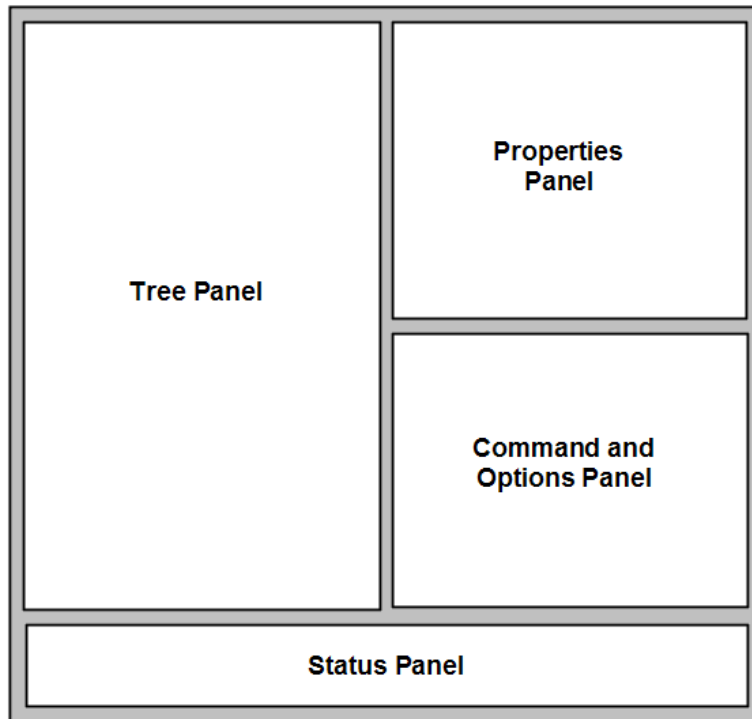 Properties
Panel
Tree Panel
Command and
Options Panel
Status Panel